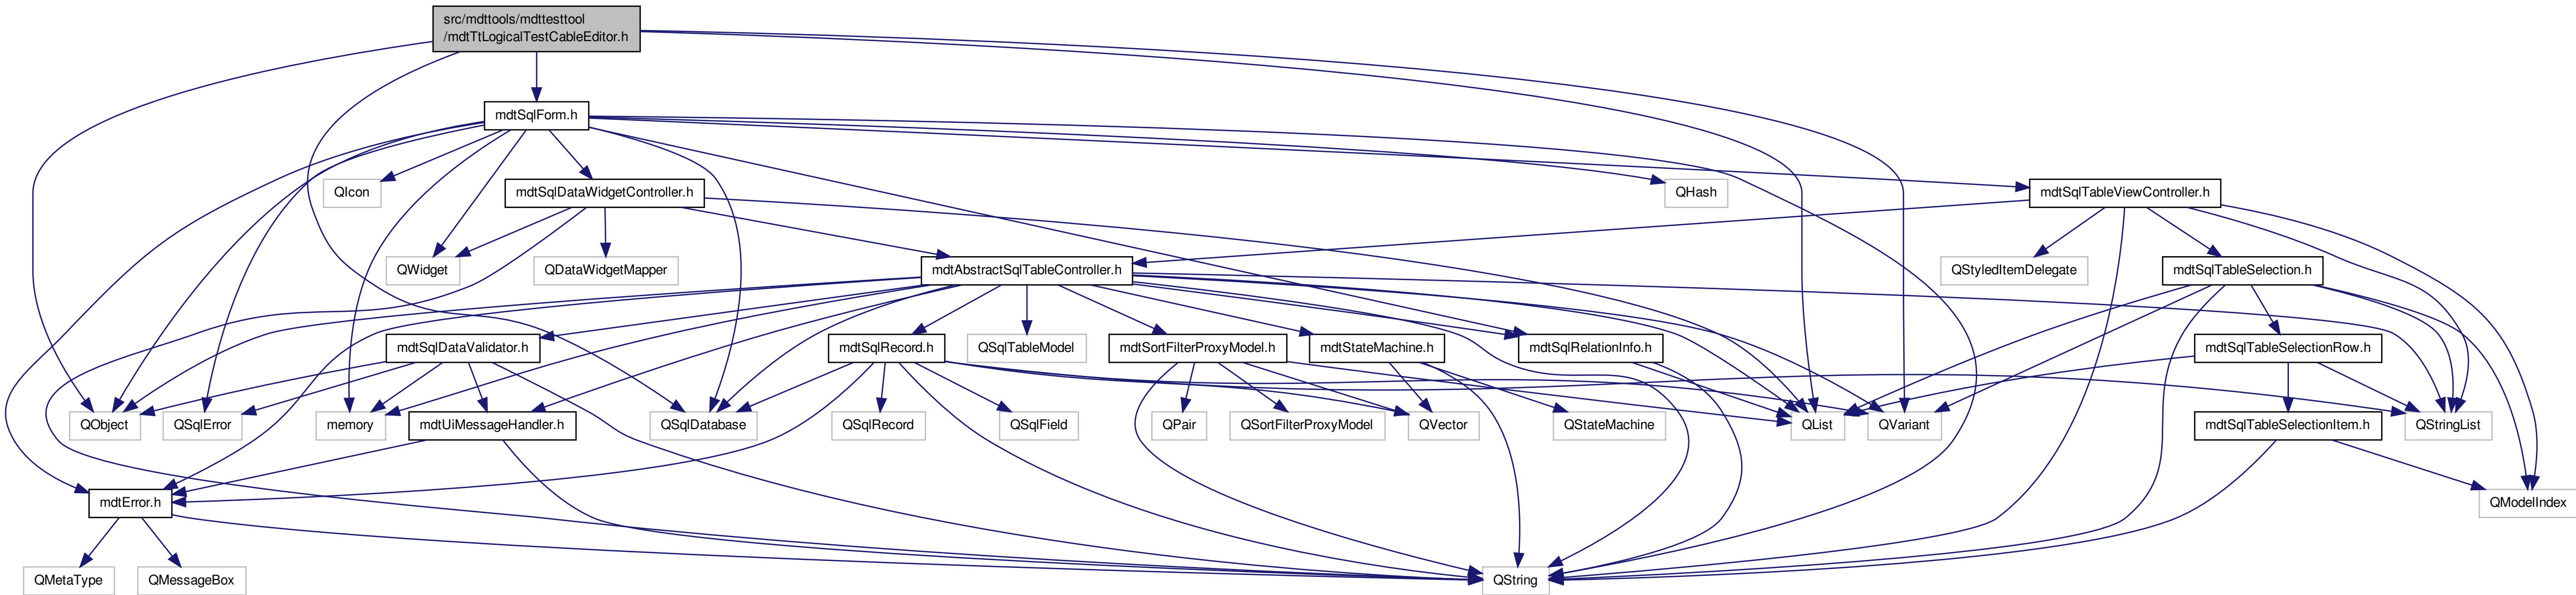 src/mdttools/mdttesttool
/mdtTtLogicalTestCableEditor.h
mdtSqlForm.h
QIcon
mdtSqlDataWidgetController.h
QHash
mdtSqlTableViewController.h
QWidget
QDataWidgetMapper
mdtAbstractSqlTableController.h
QStyledItemDelegate
mdtSqlTableSelection.h
mdtSqlDataValidator.h
mdtSqlRecord.h
QSqlTableModel
mdtSortFilterProxyModel.h
mdtStateMachine.h
mdtSqlRelationInfo.h
mdtSqlTableSelectionRow.h
QObject
QSqlError
memory
mdtUiMessageHandler.h
QSqlDatabase
QSqlRecord
QSqlField
QPair
QSortFilterProxyModel
QVector
QStateMachine
QList
QVariant
mdtSqlTableSelectionItem.h
QStringList
mdtError.h
QModelIndex
QMetaType
QMessageBox
QString